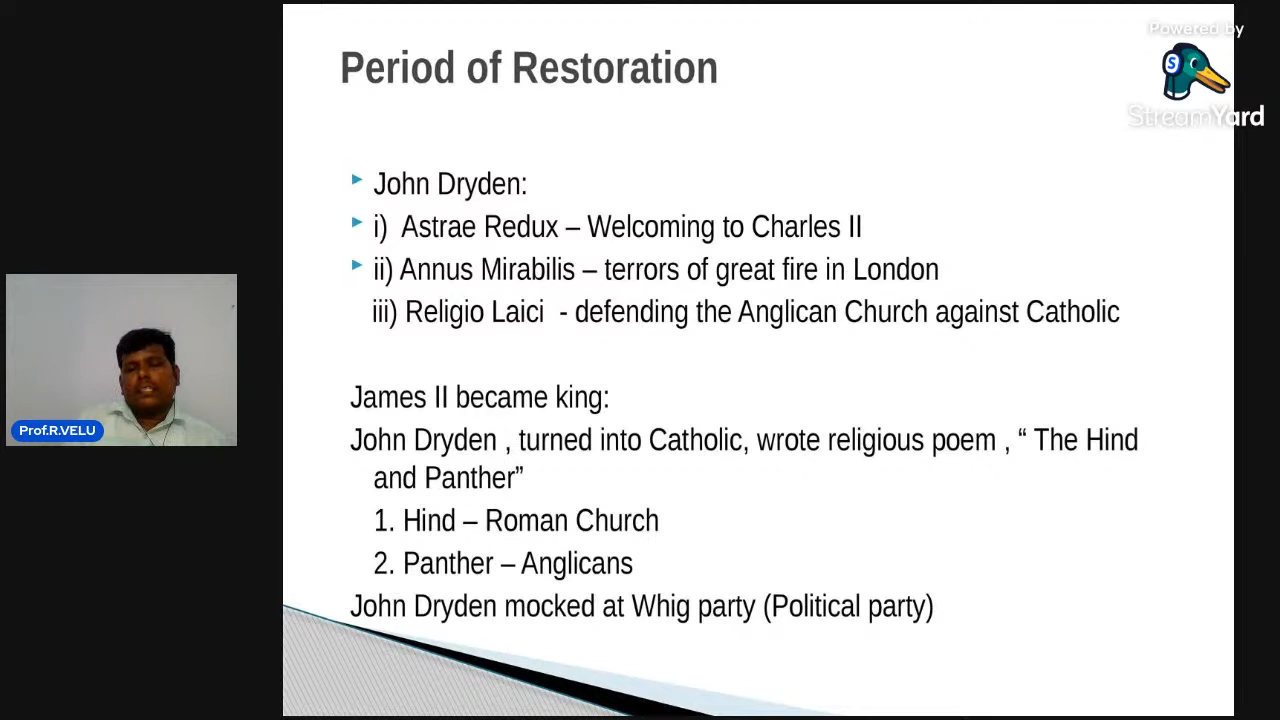 Powered by
S
StreamYard
Period of Restoration
John Dryden:
i) Astrae Redux – Welcoming to Charles II
ii) Annus Mirabilis – terrors of great fire in London
iii) Religio Laici - defending the Anglican Church against Catholic
James II became king:
John Dryden , turned into Catholic, wrote religious poem , “ The Hind
and Panther”
1. Hind – Roman Church
2. Panther – Anglicans
John Dryden mocked at Whig party (Political party)
Prof.R.VELU